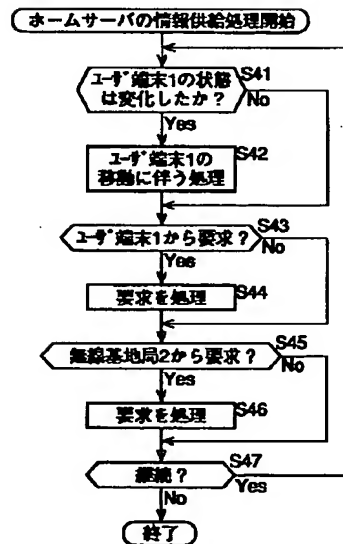 ホームサーバの情報供給処理開始
S41
ユーザ端末1の状態
は変化したか?
No
Yes
S42
ユーザ端末1の
移動に伴う処理
S43
ユーザ端末1から要求?
No
Yes
S44
要求を処理
S45
無線基地局2から要求?
No
Yes
S46
要求を処理
S47
継続?
Yes
No
終了